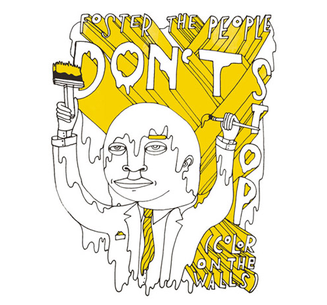 FOSTER THE PEOPLE
DON'T
STOP
(COLOR
ON THE
WALLS)